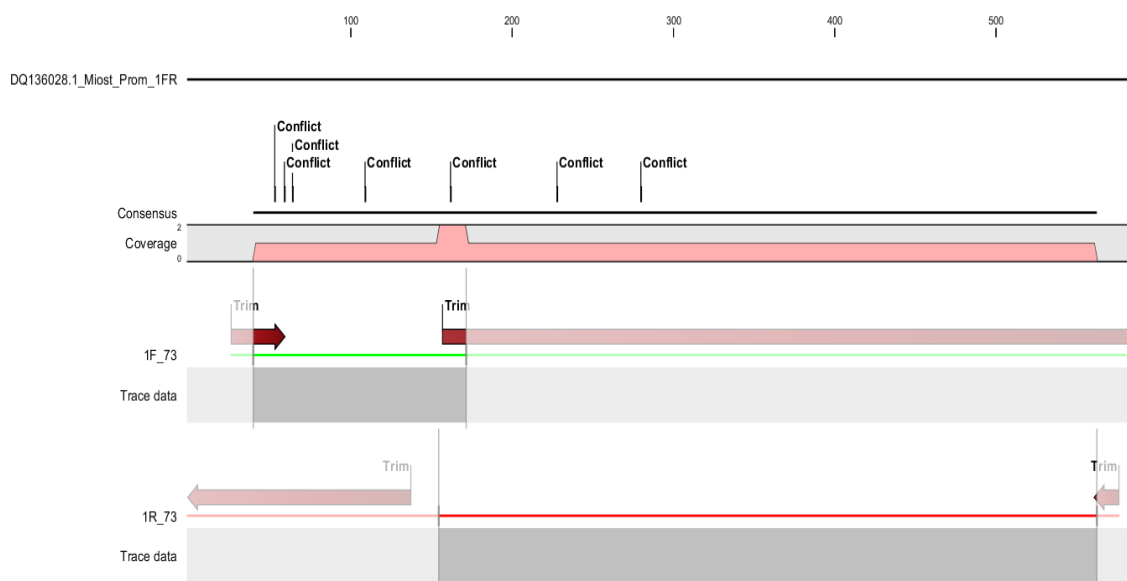 100 200 300 400 500
DQ136028.1_Miost_Prom_1FR
Conflict
Conflict
Conflict Conflict Conflict Conflict Conflict
Consensus
2
Coverage
0
Trim Trim
1F_73
Trace data
Trim Trim
1R_73
Trace data